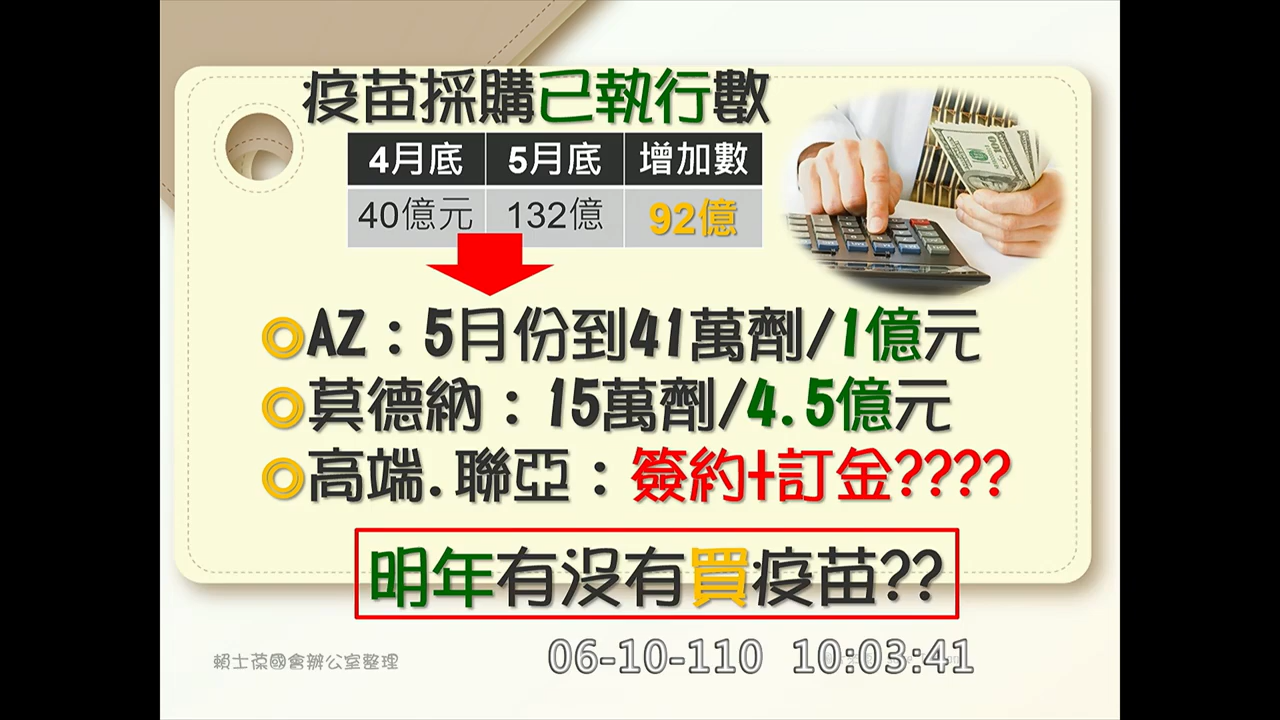 疫苗採購已執行數
4月底 5月底 增加數
40億元 132億 92億
◎AZ：5月份到41萬劑/1億元
◎莫德納：15萬劑/4.5億元
◎高端.聯亞：簽約+訂金????
明年有沒有買疫苗??
賴士葆國會辦公室整理
06-10-110 10:03:41